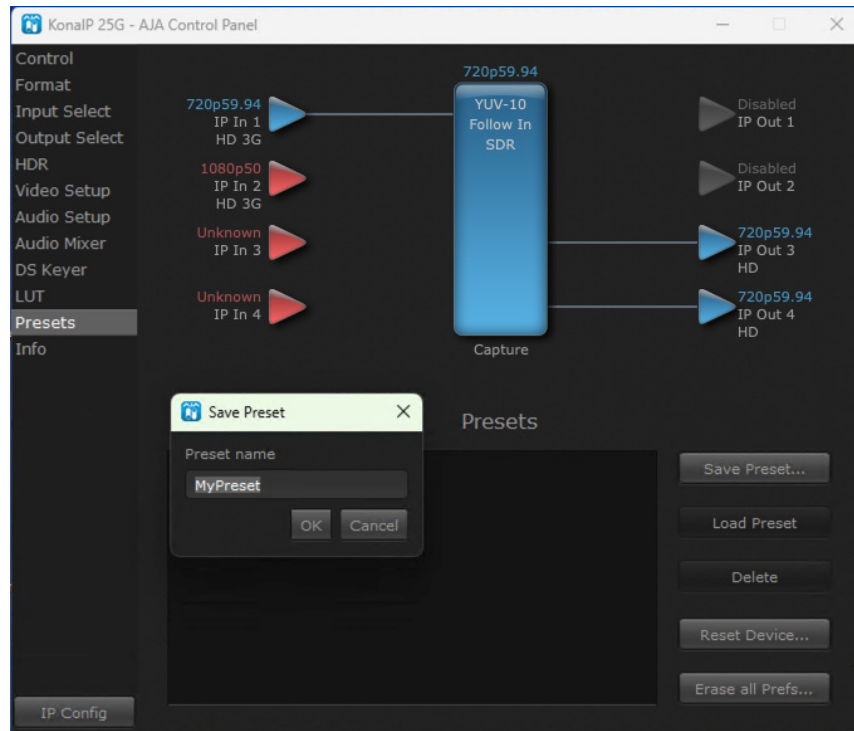 KonaIP 25G - AJA Control Panel
Control
Format
Input Select
Output Select
HDR
Video Setup
Audio Setup
Audio Mixer
DS Keyer
LUT
Presets
Info
IP Config
720p59.94
IP In 1
HD 3G
1080p50
IP In 2
HD 3G
Unknown
IP In 3
Unknown
IP In 4
720p59.94
YUV-10
Follow In
SDR
Capture
Disabled
IP Out 1
Disabled
IP Out 2
720p59.94
IP Out 3
HD
720p59.94
IP Out 4
HD
Presets
Save Preset
Preset name
MyPreset
OK Cancel
Save Preset...
Load Preset
Delete
Reset Device...
Erase all Prefs...